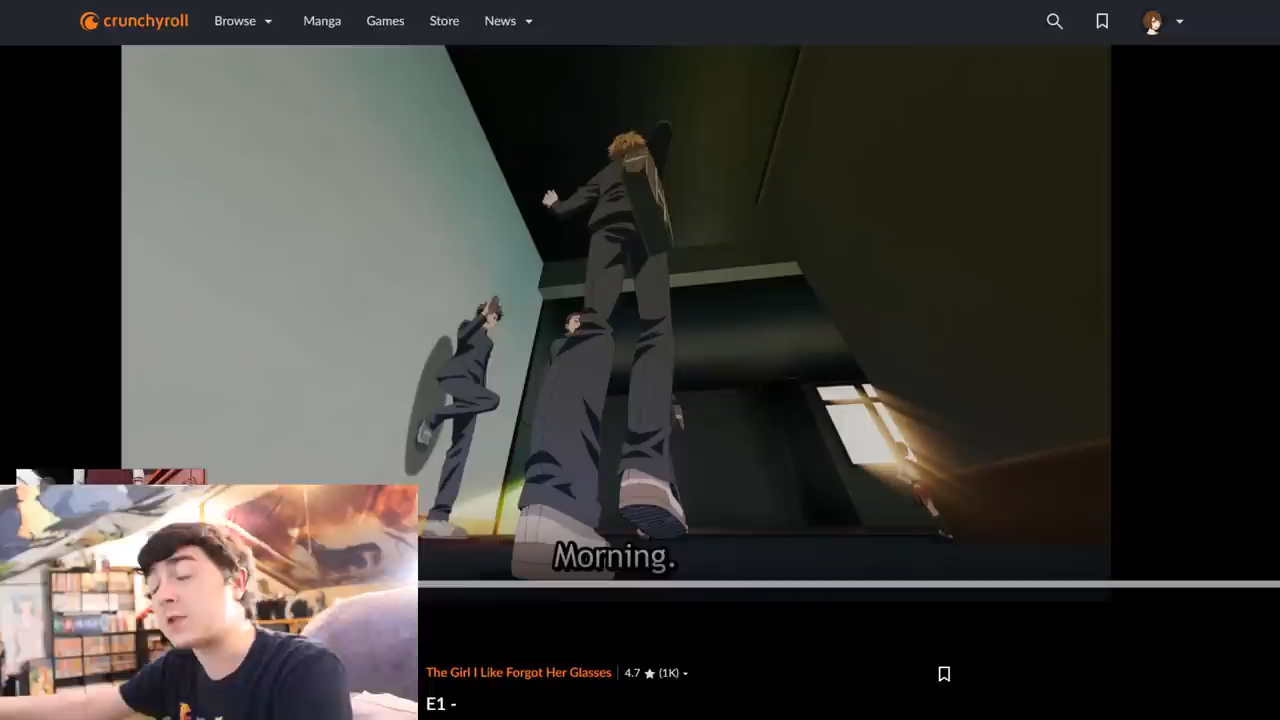 crunchyroll
Browse
Manga
Games
Store
News
Morning.
The Girl I Like Forgot Her Glasses
4.7 ★ (1K)
E1 -